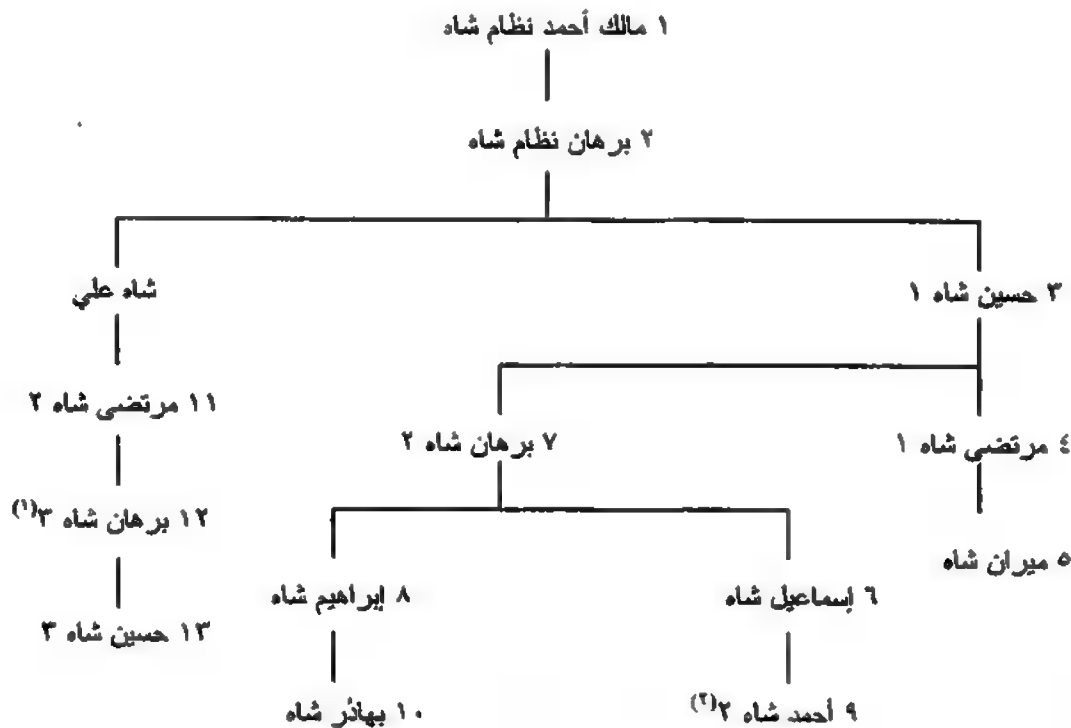 ١ مالك أحمد نظام شاه
٢ برهان نظام شاه
٣ حسين شاه ١
شاه علي
٤ مرتضى شاه ١
٧ برهان شاه ٢
١١ مرتضى شاه ٢
٥ ميران شاه
٦ إسماعيل شاه
٨ إبراهيم شاه
١٢ برهان شاه ٣(١)
٩ أحمد شاه ٢(٢)
١٠ بهادر شاه
١٣ حسين شاه ٣